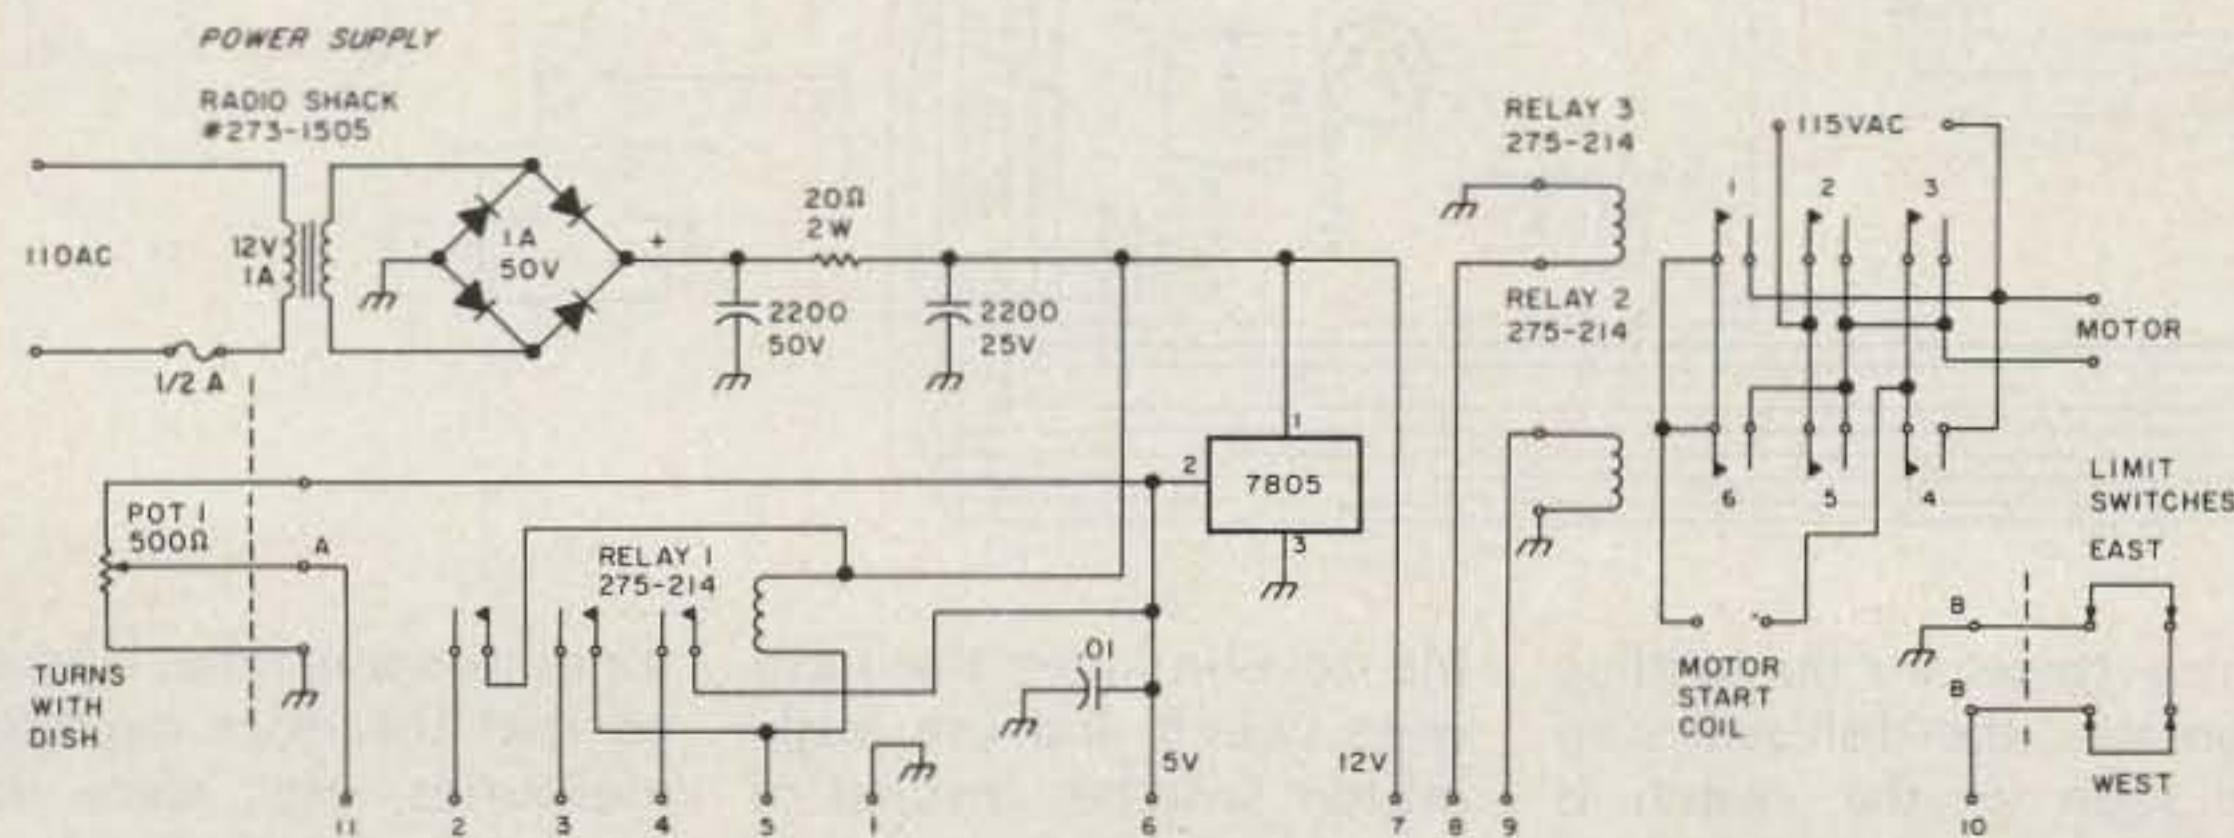 POWER SUPPLY
RADIO SHACK
#273-1505
110AC
12V
1A
1/2 A
1A
50V
+
20Ω
2W
2200
50V
2200
25V
RELAY 3
275-214
RELAY 2
275-214
115VAC
1
2
3
MOTOR
6
5
4
LIMIT
SWITCHES
EAST
WEST
B
B
MOTOR
START
COIL
1
2
7805
3
POT 1
500Ω
A
TURNS
WITH
DISH
RELAY 1
275-214
.01
5V
12V
11
2
3
4
5
1
6
7
8
9
10